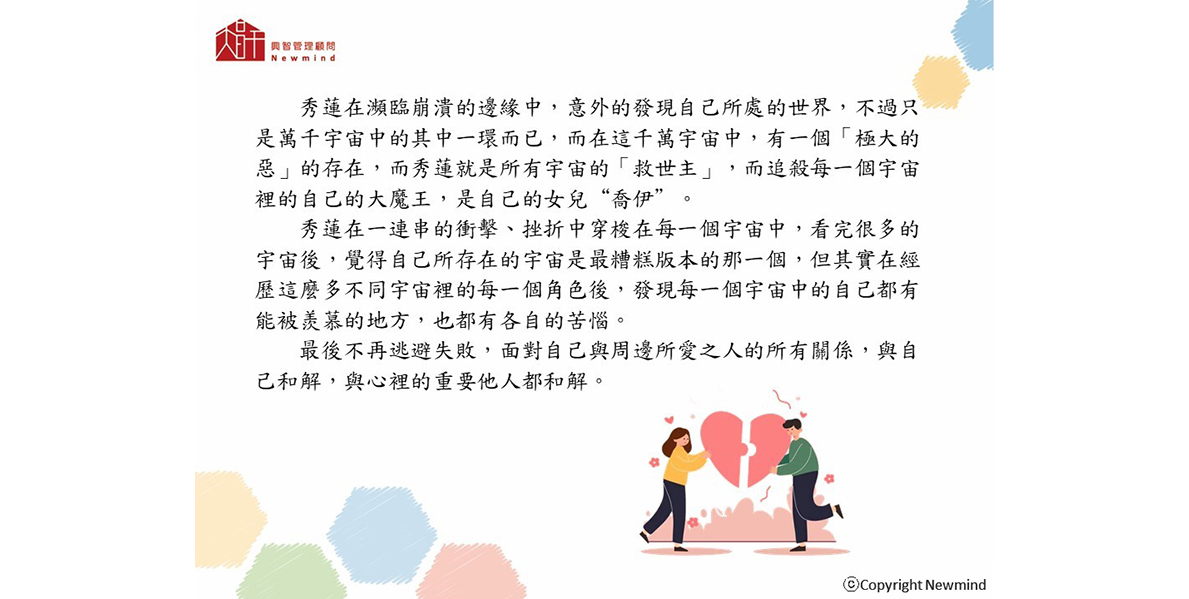 興智管理顧問
Newmind
秀蓮在瀕臨崩潰的邊緣中，意外的發現自己所處的世界，不過只
是萬千宇宙中的其中一環而已，而在這千萬宇宙中，有一個「極大的
惡」的存在，而秀蓮就是所有宇宙的「救世主」，而追殺每一個宇宙
裡的自己的大魔王，是自己的女兒“喬伊”。
秀蓮在一連串的衝擊、挫折中穿梭在每一個宇宙中，看完很多的
宇宙後，覺得自己所存在的宇宙是最糟糕版本的那一個，但其實在經
歷這麼多不同宇宙裡的每一個角色後，發現每一個宇宙中的自己都有
能被羨慕的地方，也都有各自的苦惱。
最後不再逃避失敗，面對自己與周邊所愛之人的所有關係，與自
己和解，與心裡的重要他人都和解。
ⓒCopyright Newmind